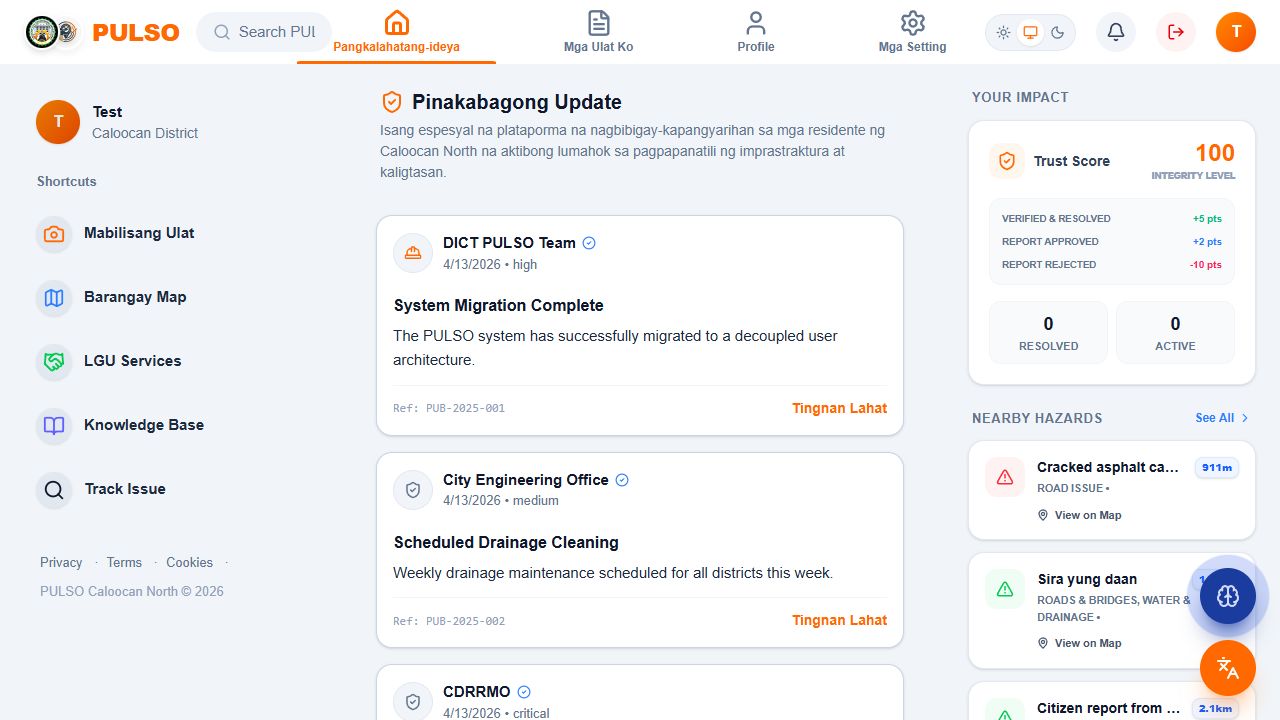 PULSO
Search PUL
Pangkalahatang-ideya
Mga Ulat Ko
Profile
Mga Setting
T
T
Test
Caloocan District
Shortcuts
Mabilisang Ulat
Barangay Map
LGU Services
Knowledge Base
Track Issue
Privacy · Terms · Cookies ·
PULSO Caloocan North © 2026
Pinakabagong Update
Isang espesyal na plataporma na nagbibigay-kapangyarihan sa mga residente ng
Caloocan North na aktibong lumahok sa pagpapanatili ng imprastraktura at
kaligtasan.
DICT PULSO Team
4/13/2026 • high
System Migration Complete
The PULSO system has successfully migrated to a decoupled user
architecture.
Ref: PUB-2025-001
Tingnan Lahat
City Engineering Office
4/13/2026 • medium
Scheduled Drainage Cleaning
Weekly drainage maintenance scheduled for all districts this week.
Ref: PUB-2025-002
Tingnan Lahat
CDRRMO
4/13/2026 • critical
YOUR IMPACT
Trust Score
100
INTEGRITY LEVEL
VERIFIED & RESOLVED +5 pts
REPORT APPROVED +2 pts
REPORT REJECTED -10 pts
0
RESOLVED
0
ACTIVE
NEARBY HAZARDS
See All
Cracked asphalt ca...
911m
ROAD ISSUE •
View on Map
Sira yung daan
ROADS & BRIDGES, WATER &
DRAINAGE •
View on Map
Citizen report from ...
2.1km